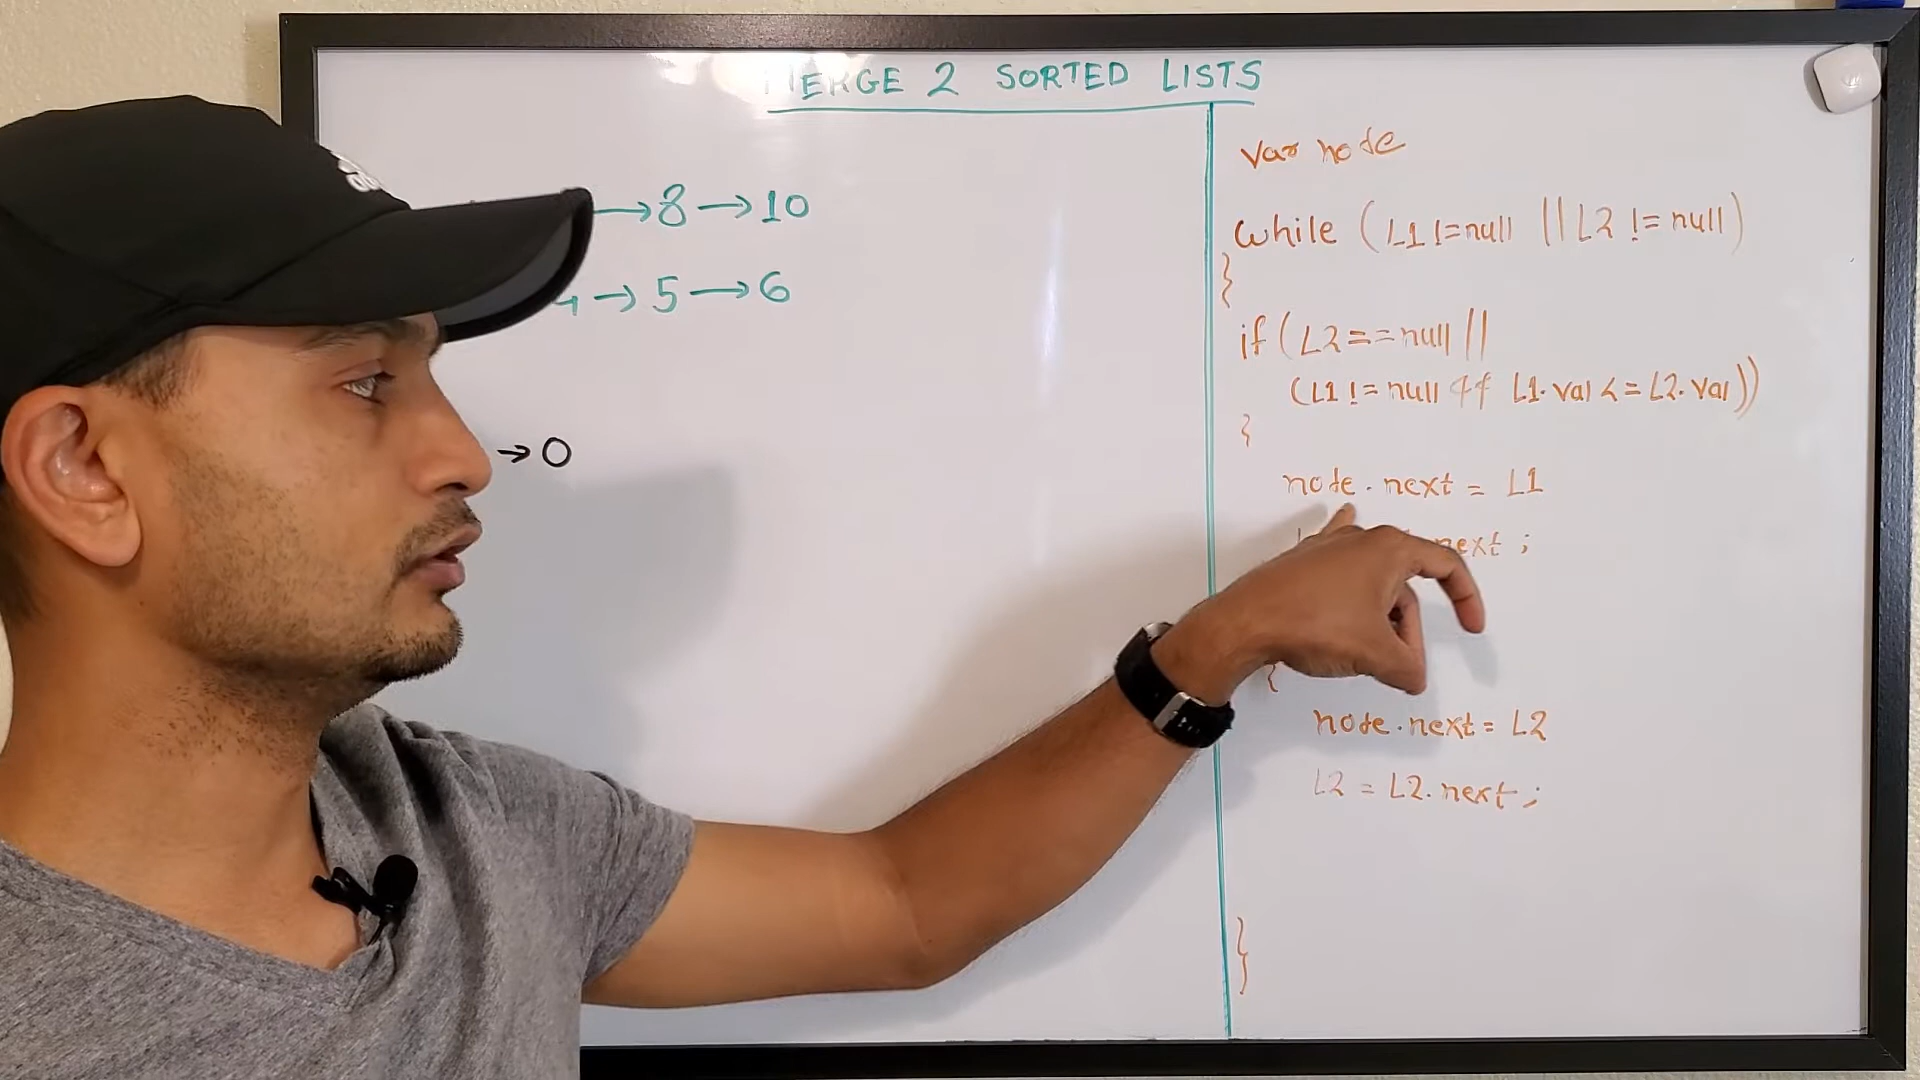 MERGE 2 SORTED LISTS
→ 8 → 10
→ 5 → 6
→ 0
var node
while (L1 != null || L2 != null)
}
if (L2 == null ||
(L1 != null && L1.val <= L2.val))
{
node.next = L1
next ;
{
node.next = L2
L2 = L2.next ;
}